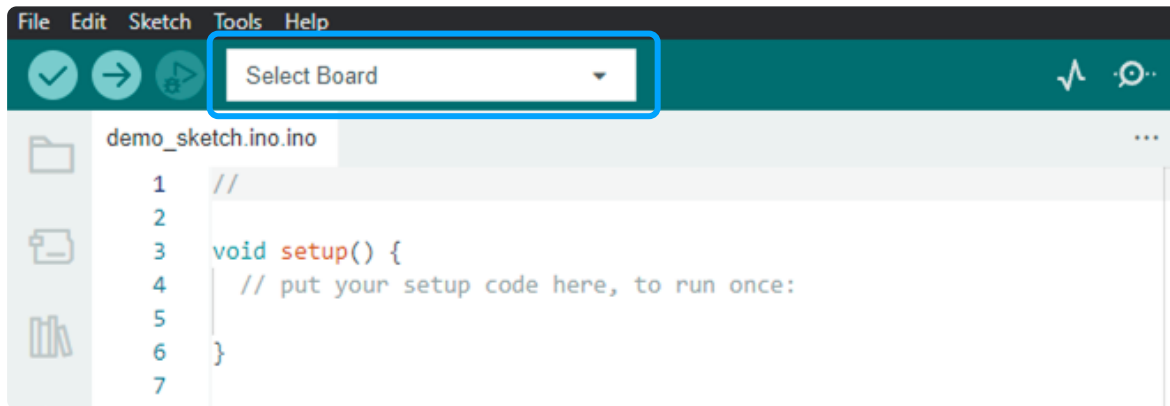 File Edit Sketch Tools Help
Select Board
demo_sketch.ino.ino
1 //
2
3 void setup() {
4 // put your setup code here, to run once:
5
6 }
7